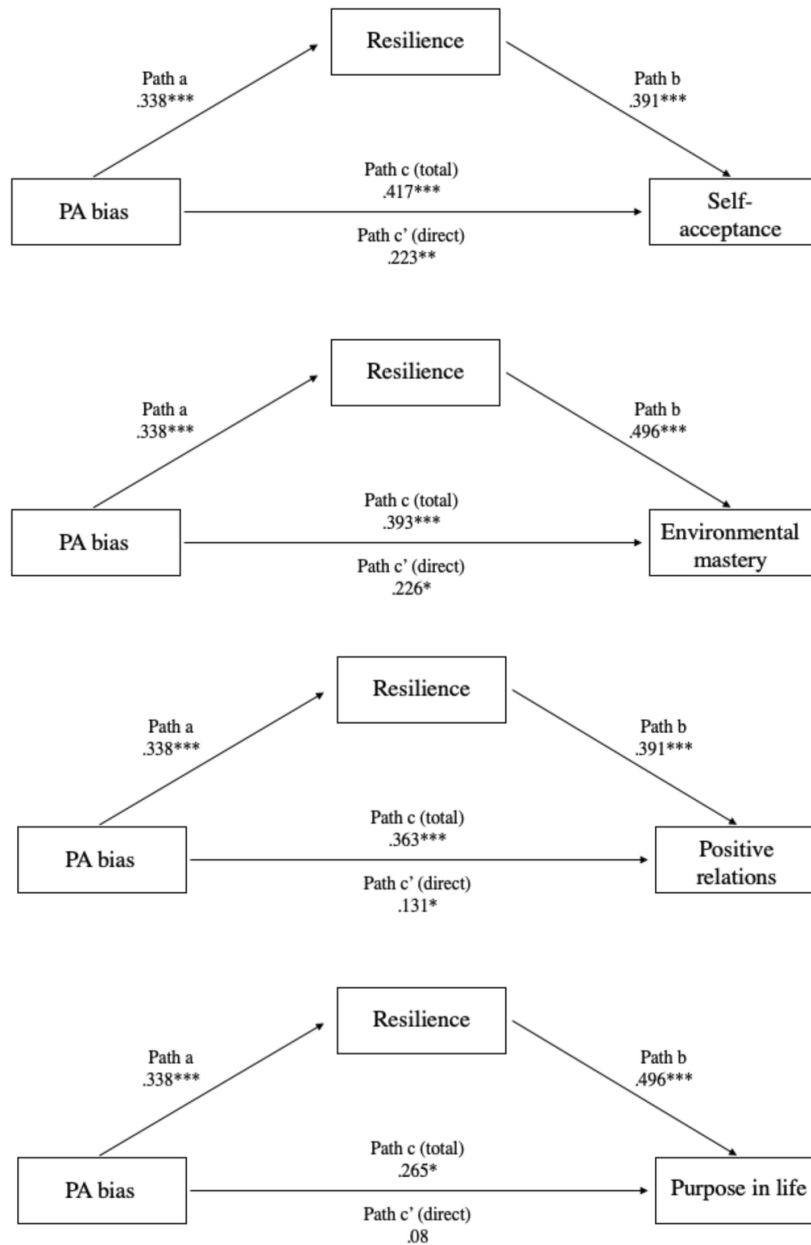 Resilience
Path a
.338***
Path b
.391***
PA bias
Path c (total)
.417***
Path c’ (direct)
.223**
Self-
acceptance
Resilience
Path a
.338***
Path b
.496***
PA bias
Path c (total)
.393***
Path c’ (direct)
.226*
Environmental
mastery
Resilience
Path a
.338***
Path b
.391***
PA bias
Path c (total)
.363***
Path c’ (direct)
.131*
Positive
relations
Resilience
Path a
.338***
Path b
.496***
PA bias
Path c (total)
.265*
Path c’ (direct)
.08
Purpose in life